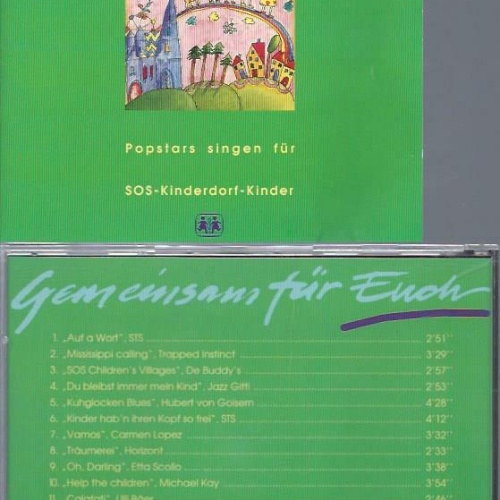 Popstars singen für
SOS-Kinderdorf-Kinder
Gemeinsam für Euch
1. „Auf a Wort", STS 2'51"
2. „Mississippi calling", Trapped Instinct 3'29"
3. „SOS Children's Villages", De Buddy's 2'57"
4. „Du bleibst immer mein Kind", Jazz Gitti 2'53"
5. „Kuhglocken Blues", Hubert von Goisern 4'28"
6. „Kinder hab'n ihren Kopf so frei", STS 4'12"
7. „Vamos", Carmen Lopez 3'32"
8. „Träumerei", Horizont 2'33"
9. „Oh, Darling", Etta Scollo 3'38"
10. „Help the children", Michael Kay 3'54"
11.